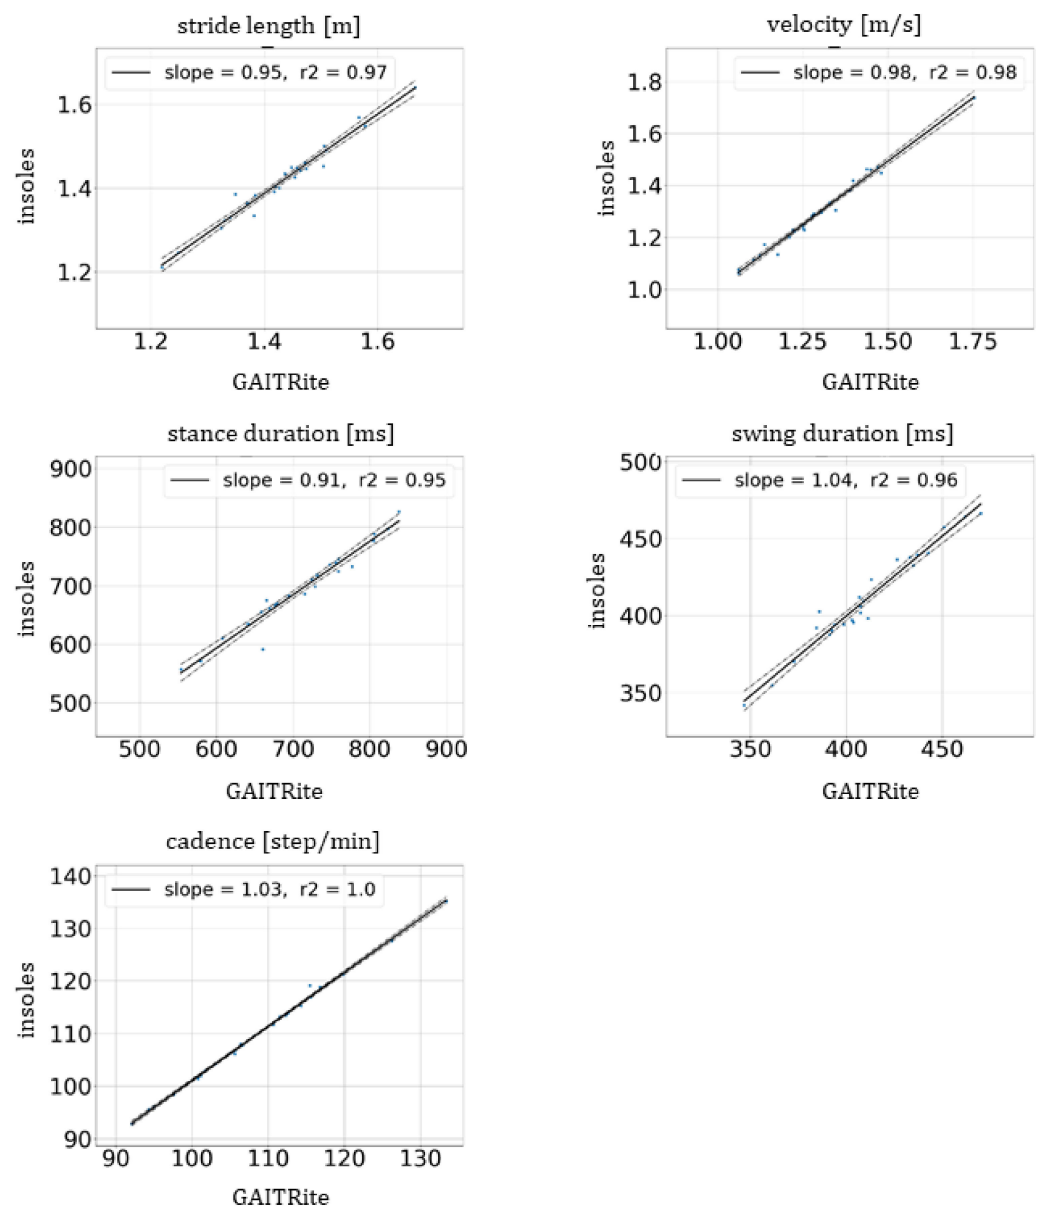 stride length [m]
slope = 0.95, r2 = 0.97
1.6
1.4
1.2
insoles
1.2 1.4 1.6
GAITRite
velocity [m/s]
slope = 0.98, r2 = 0.98
1.8
1.6
1.4
1.2
1.0
insoles
1.00 1.25 1.50 1.75
GAITRite
stance duration [ms]
slope = 0.91, r2 = 0.95
900
800
700
600
500
insoles
500 600 700 800 900
GAITRite
swing duration [ms]
slope = 1.04, r2 = 0.96
500
450
400
350
insoles
350 400 450
GAITRite
cadence [step/min]
slope = 1.03, r2 = 1.0
140
130
120
110
100
90
insoles
90 100 110 120 130
GAITRite